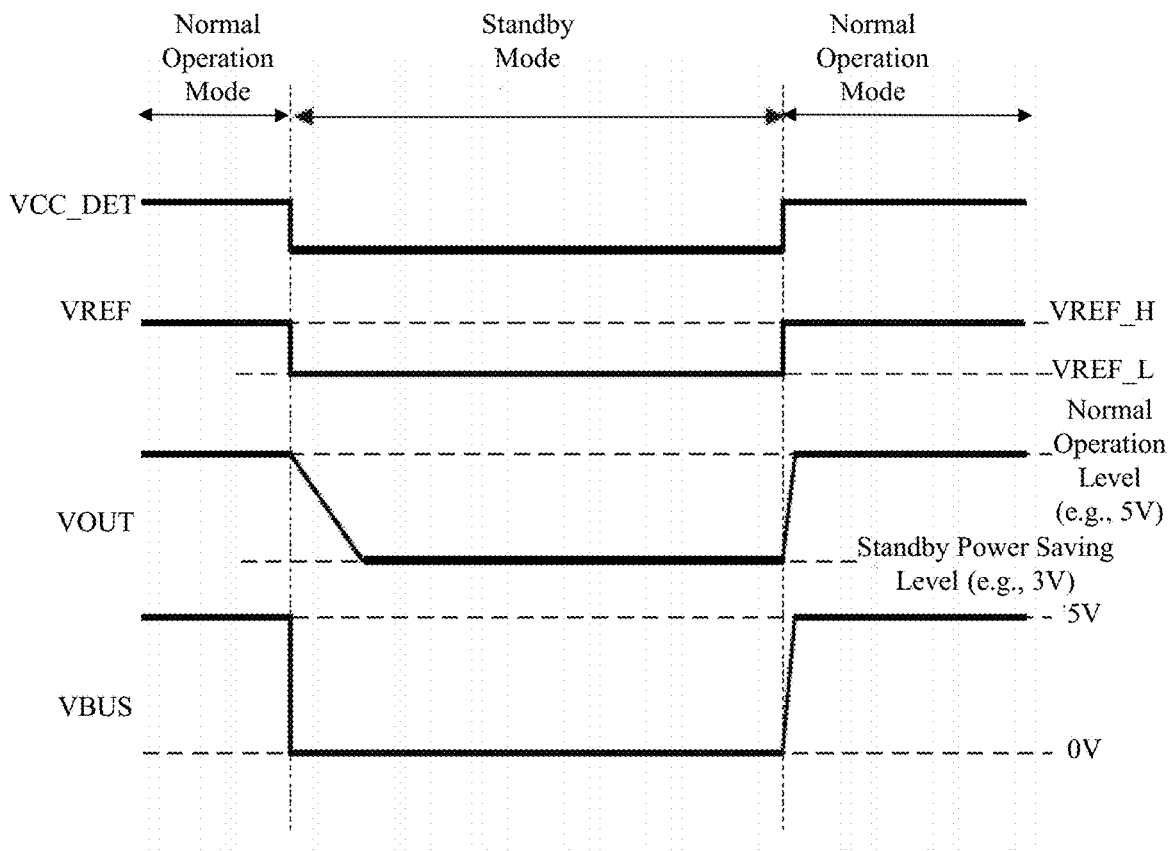 Normal
Operation
Mode
Standby
Mode
Normal
Operation
Mode
VCC_DET
VREF
VREF_H
VREF_L
Normal
Operation
Level
(e.g., 5V)
VOUT
Standby Power Saving
Level (e.g., 3V)
5V
VBUS
0V